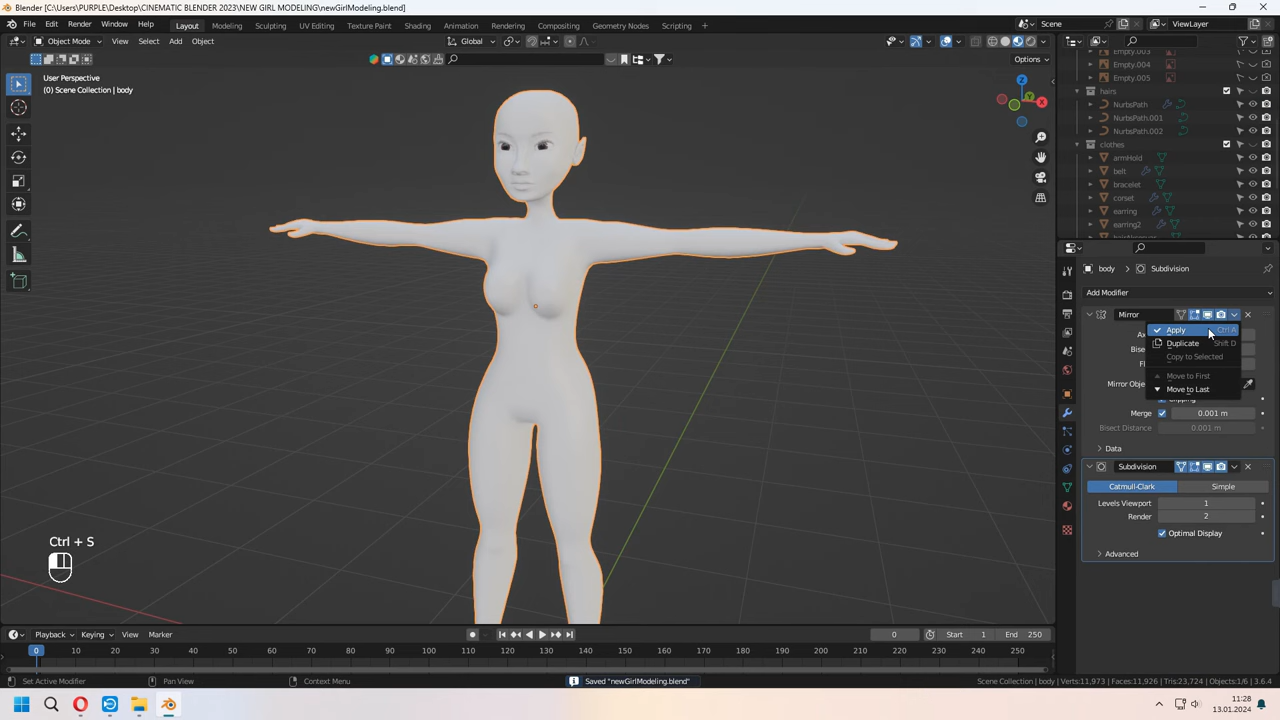 Blender [C:\Users\PURPLE\Desktop\CINEMATIC BLENDER 2023\NEW GIRL MODELING\newGirlModeling.blend]
File Edit Render Window Help Layout Modeling Sculpting UV Editing Texture Paint Shading Animation Rendering Compositing Geometry Nodes Scripting + Scene ViewLayer
Object Mode View Select Add Object Global
Options
User Perspective
(0) Scene Collection | body
Z
Y
X
Empty.003
Empty.004
Empty.005
hairs
NurbsPath
NurbsPath.001
NurbsPath.002
clothes
armHold
belt
bracelet
corset
earring
earring2
body > Subdivision
Add Modifier
Mirror
Apply Ctrl A
Duplicate Shift D
Copy to Selected
Move to First
Mirror Obje
Move to Last
Merge 0.001 m
Bisect Distance 0.001 m
Data
Subdivision
Catmull-Clark Simple
Levels Viewport 1
Render 2
Optimal Display
Advanced
Ctrl + S
Playback Keying View Marker 0 Start 1 End 250
0 10 20 30 40 50 60 70 80 90 100 110 120 130 140 150 160 170 180 190 200 210 220 230 240 250
Set Active Modifier Pan View Context Menu Saved "newGirlModeling.blend" Scene Collection | body | Verts:11,973 | Faces:11,926 | Tris:23,724 | Objects:1/6 | 3.6.4
11:28
13.01.2024